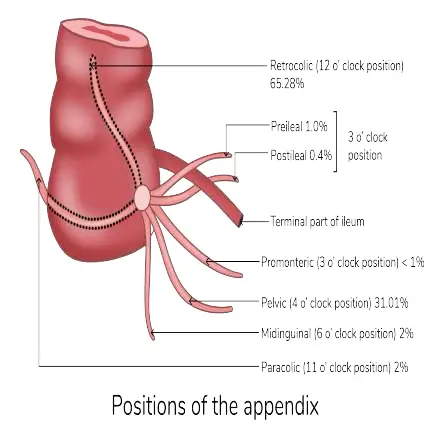 Retrocolic (12 o' clock position)
65.28%
Preileal 1.0%
Postileal 0.4%
3 o' clock
position
Terminal part of ileum
Promonteric (3 o' clock position) < 1%
Pelvic (4 o' clock position) 31.01%
Midinguinal (6 o' clock position) 2%
Paracolic (11 o' clock position) 2%
Positions of the appendix